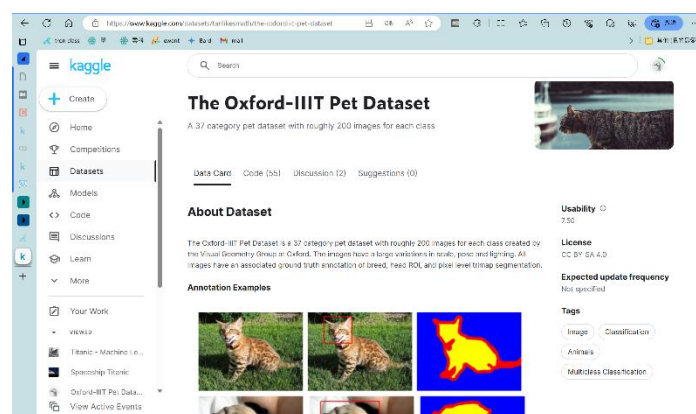 https://www.kaggle.com/datasets/tanlikesmath/the-oxfordiiit-pet-dataset
event
Bard
mail
kaggle
Search
Create
Home
Competitions
Datasets
Models
Code
Discussions
Learn
More
Your Work
VIEWED
Titanic - Machine Le...
Spaceship Titanic
Oxford-IIIT Pet Data...
View Active Events
The Oxford-IIIT Pet Dataset
A 37 category pet dataset with roughly 200 images for each class
Data Card Code (55) Discussion (2) Suggestions (0)
About Dataset
The Oxford-IIIT Pet Dataset is a 37 category pet dataset with roughly 200 images for each class created by
the Visual Geometry Group at Oxford. The images have a large variations in scale, pose and lighting. All
images have an associated ground truth annotation of breed, head ROI, and pixel level trimap segmentation.
Annotation Examples
Usability
7.50
License
CC BY-SA 4.0
Expected update frequency
Not specified
Tags
Image Classification
Animals
Multiclass Classification